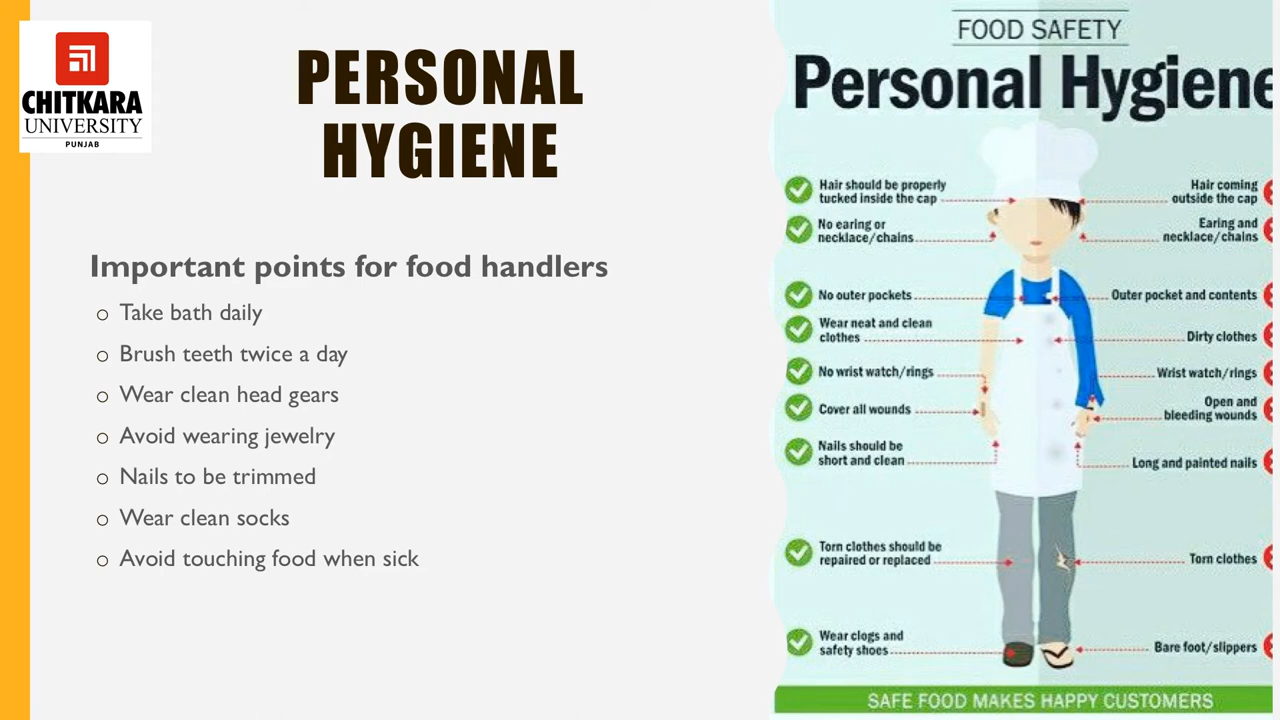 CHITKARA
UNIVERSITY
PUNJAB
PERSONAL
HYGIENE
Important points for food handlers
o Take bath daily
o Brush teeth twice a day
o Wear clean head gears
o Avoid wearing jewelry
o Nails to be trimmed
o Wear clean socks
o Avoid touching food when sick
FOOD SAFETY
Personal Hygiene
Hair should be properly
tucked inside the cap
No earing or
necklace/chains
No outer pockets
Wear neat and clean
clothes
No wrist watch/rings
Cover all wounds
Nails should be
short and clean
Torn clothes should be
repaired or replaced
Wear clogs and
safety shoes
Hair coming
outside the cap
Earing and
necklace/chains
Outer pocket and contents
Dirty clothes
Wrist watch/rings
Open and
bleeding wounds
Long and painted nails
Torn clothes
Bare foot/slippers
SAFE FOOD MAKES HAPPY CUSTOMERS